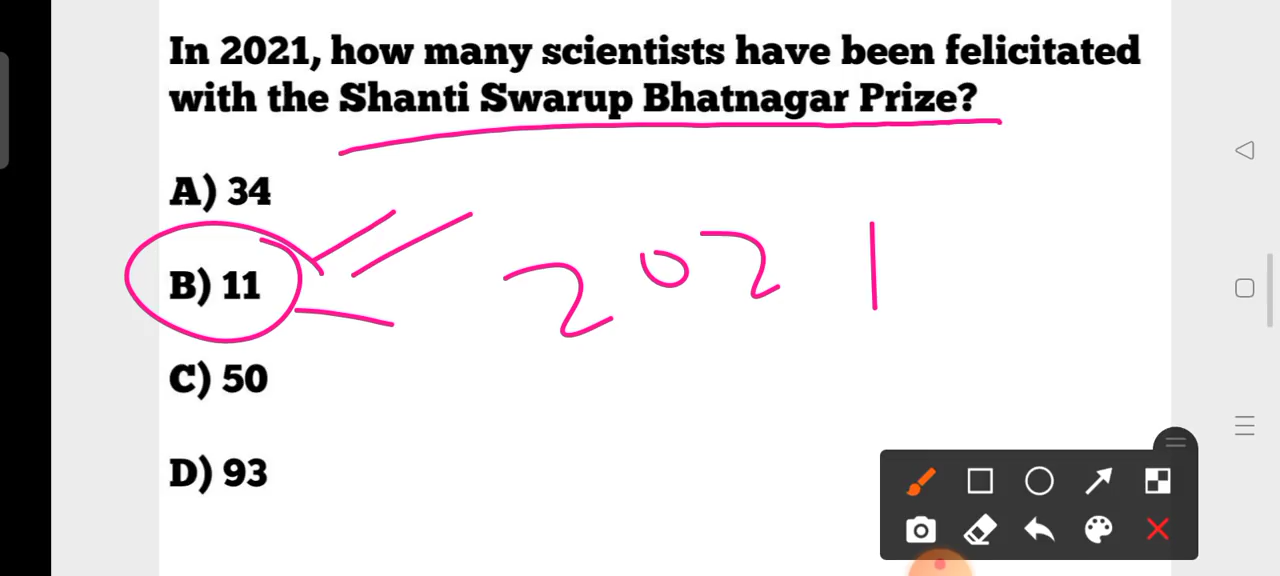 In 2021, how many scientists have been felicitated
with the Shanti Swarup Bhatnagar Prize?
A) 34
B) 11
2021
C) 50
D) 93